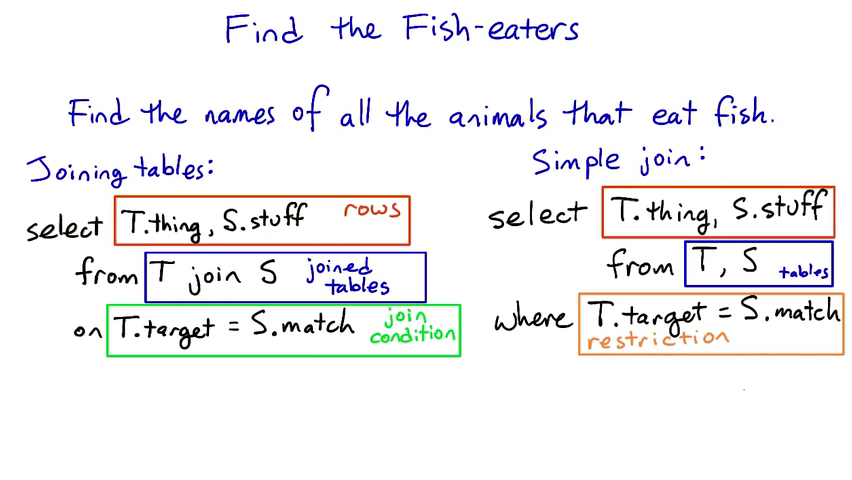 Find the Fish-eaters
Find the names of all the animals that eat fish.
Joining tables:
select T.thing, S.stuff rows
from T join S joined tables
on T.target = S.match join condition
Simple join:
select T.thing, S.stuff
from T, S tables
where T.target = S.match
restriction